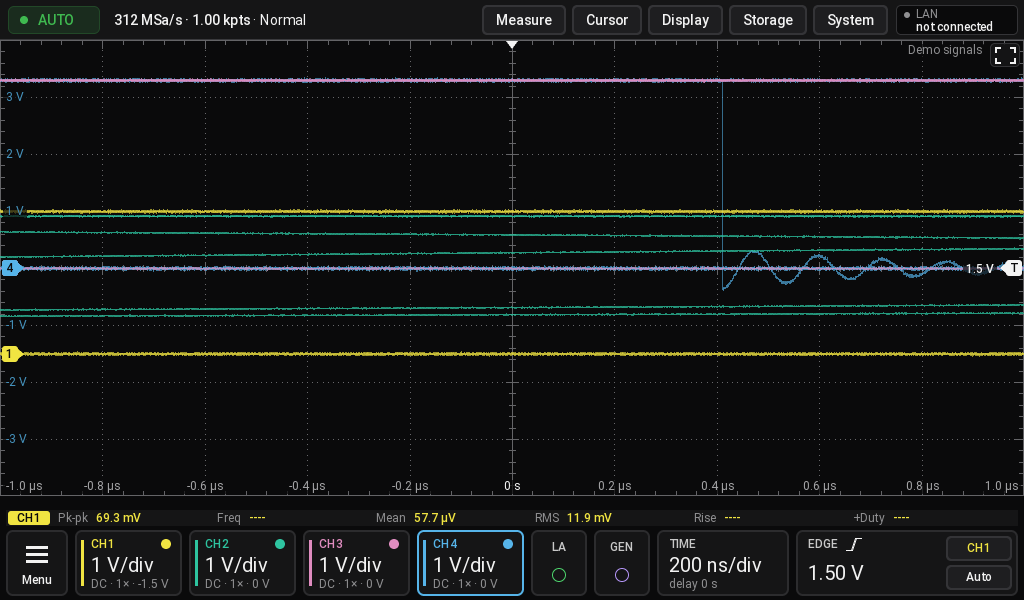 AUTO
312 MSa/s · 1.00 kpts · Normal
Measure
Cursor
Display
Storage
System
LAN
not connected
Demo signals
3 V
2 V
1 V
4
1.5 V
T
-1 V
1
-2 V
-3 V
-1.0 µs
-0.8 µs
-0.6 µs
-0.4 µs
-0.2 µs
0 s
0.2 µs
0.4 µs
0.6 µs
0.8 µs
1.0 µs
CH1 Pk-pk 69.3 mV Freq ---- Mean 57.7 µV RMS 11.9 mV Rise ---- +Duty ----
Menu
CH1
1 V/div
DC · 1× · -1.5 V
CH2
1 V/div
DC · 1× · 0 V
CH3
1 V/div
DC · 1× · 0 V
CH4
1 V/div
DC · 1× · 0 V
LA
GEN
TIME
200 ns/div
delay 0 s
EDGE
1.50 V
CH1
Auto